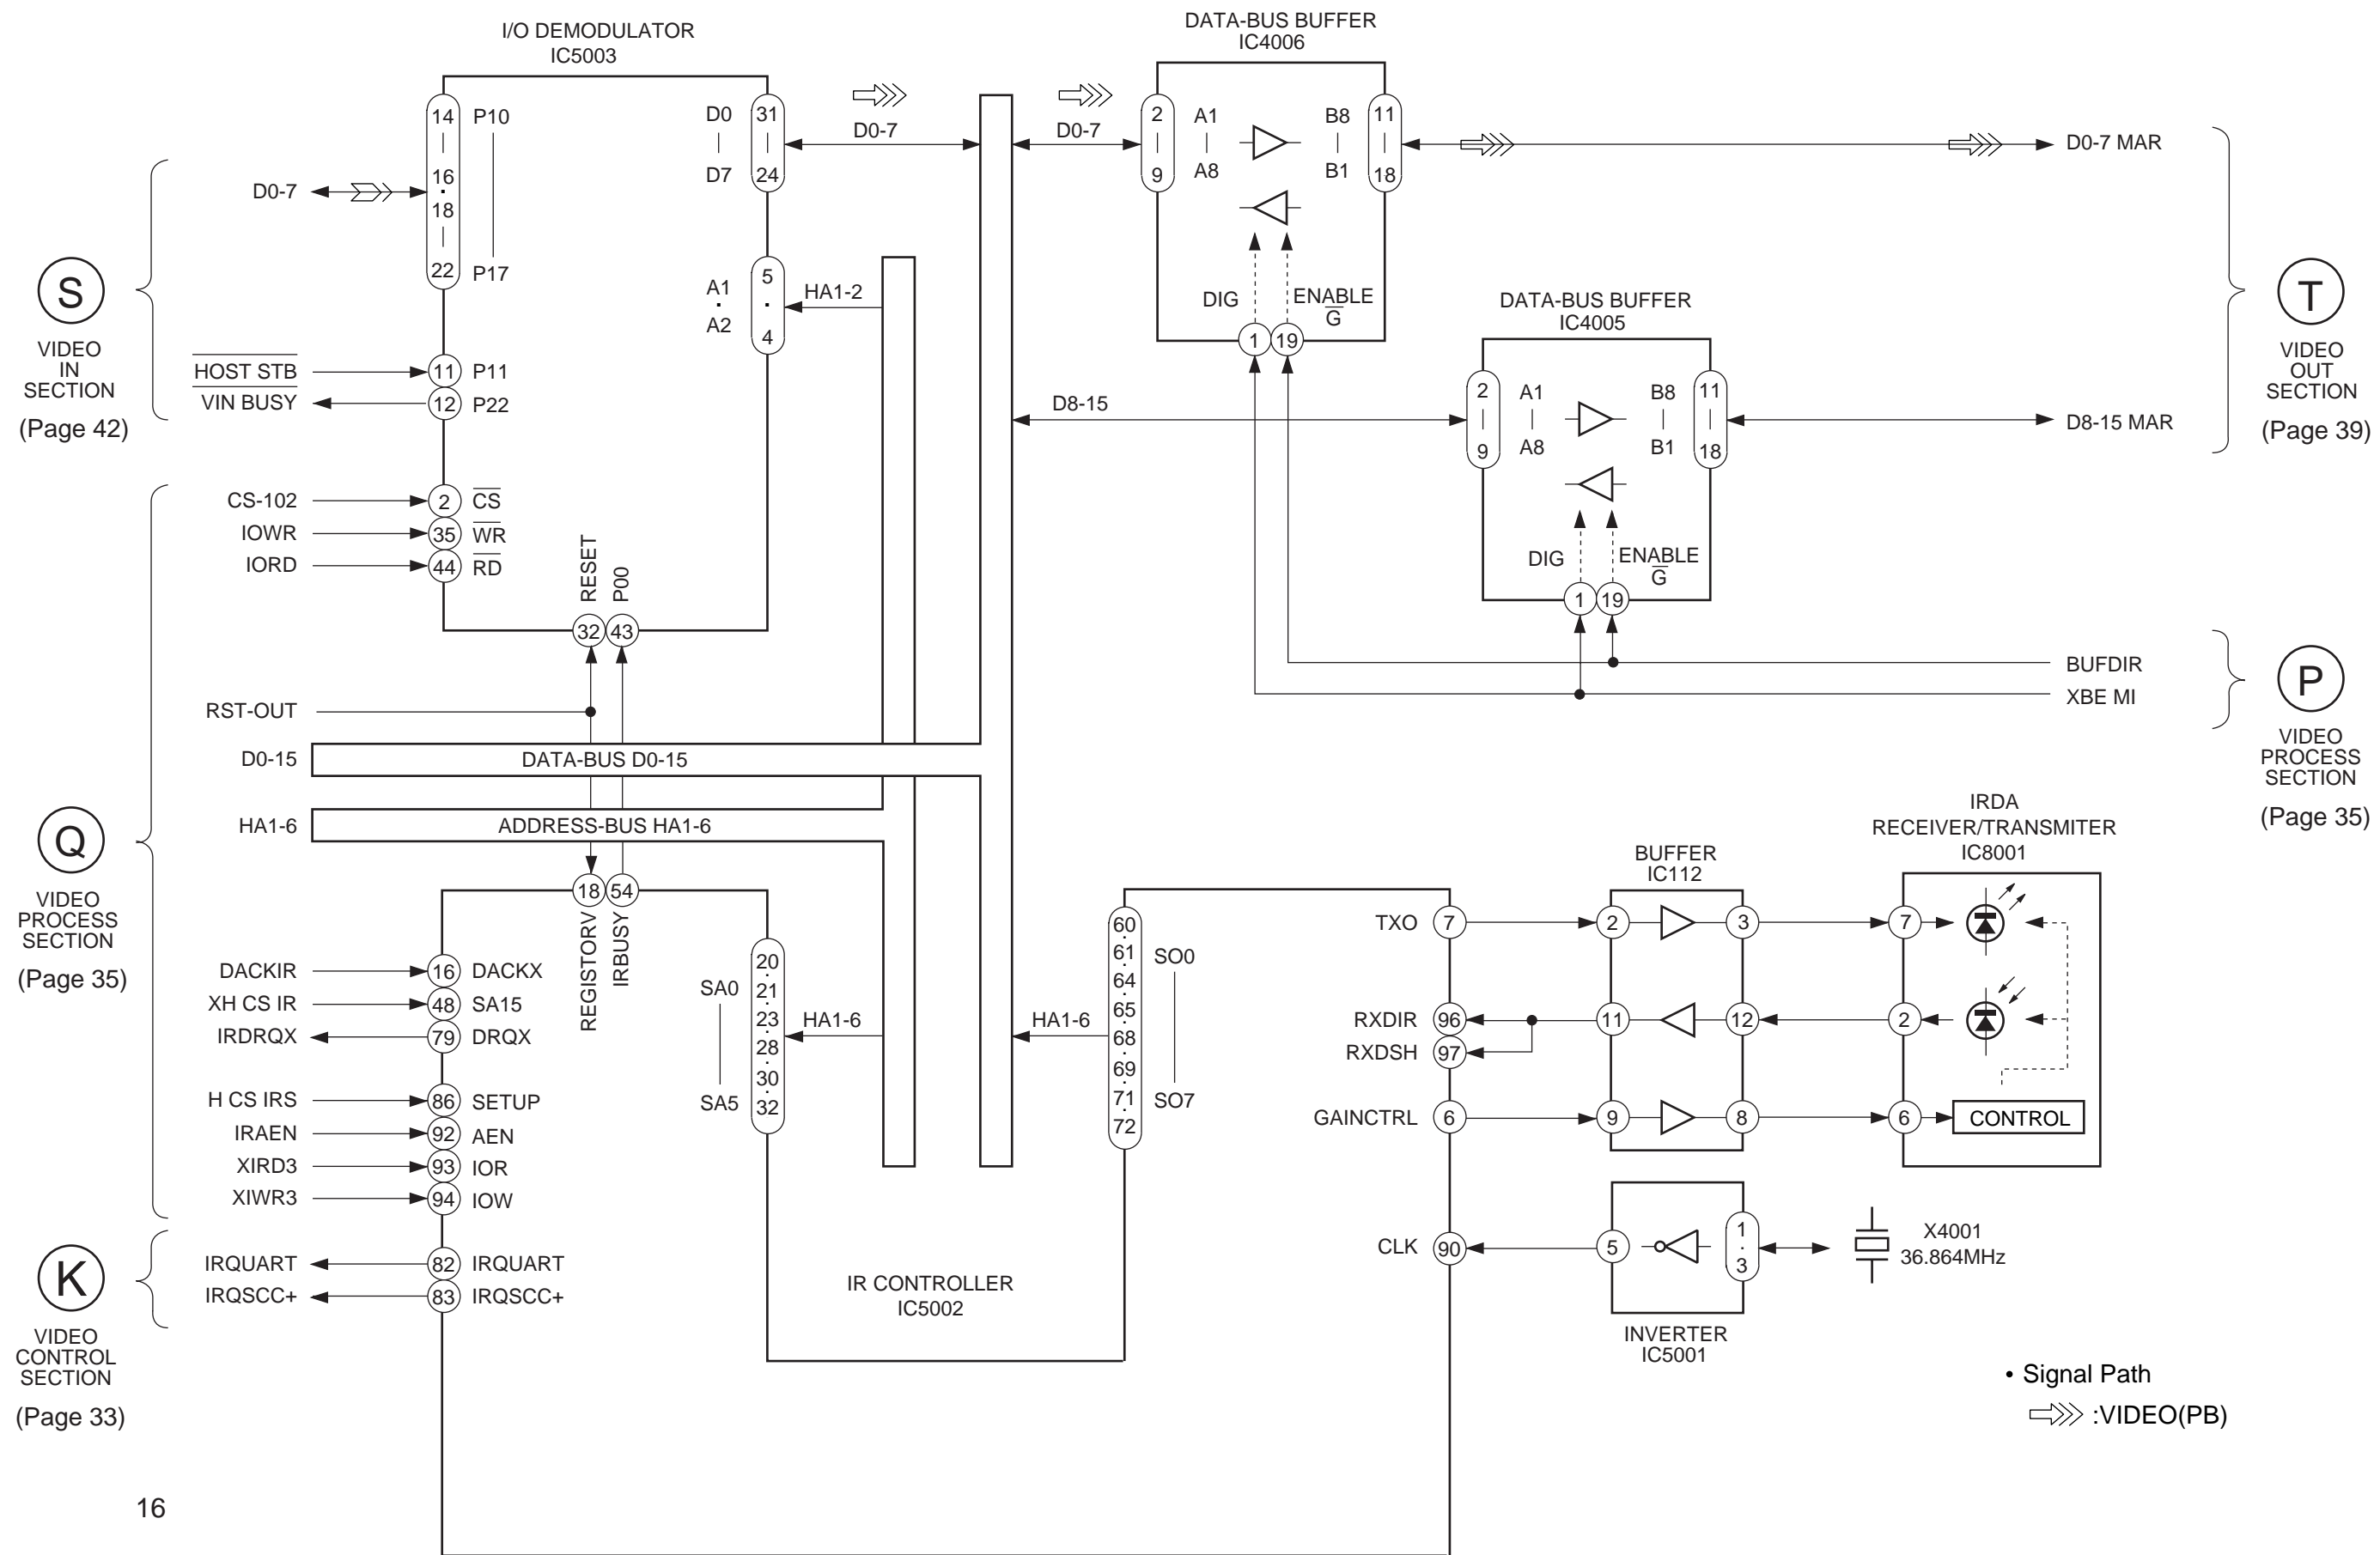 I/O DEMODULATOR
IC5003
14
16
18
22
P10
P17
D0
D7
31
24
A1
A2
5
4
HA1-2
D0-7
D0-7
DATA-BUS BUFFER
IC4006
2
9
A1
A8
B8
B1
11
18
DIG
ENABLE
G
1
19
D0-7 MAR
D0-7
S
VIDEO
IN
SECTION
(Page 42)
HOST STB
11
P11
VIN BUSY
12
P22
DATA-BUS BUFFER
IC4005
D8-15
2
9
A1
A8
B8
B1
11
18
DIG
ENABLE
G
1
19
D8-15 MAR
T
VIDEO
OUT
SECTION
(Page 39)
CS-102
2
CS
IOWR
35
WR
IORD
44
RD
RESET
P00
32
43
BUFDIR
XBE MI
P
VIDEO
PROCESS
SECTION
(Page 35)
RST-OUT
D0-15
DATA-BUS D0-15
HA1-6
ADDRESS-BUS HA1-6
Q
VIDEO
PROCESS
SECTION
(Page 35)
18
54
REGISTORV
IRBUSY
DACKIR
16
DACKX
XH CS IR
48
SA15
IRDRQX
79
DRQX
H CS IRS
86
SETUP
IRAEN
92
AEN
XIRD3
93
IOR
XIWR3
94
IOW
K
VIDEO
CONTROL
SECTION
(Page 33)
IRQUART
82
IRQUART
IRQSCC+
83
IRQSCC+
SA0
SA5
20
21
23
28
30
32
HA1-6
HA1-6
60
61
64
65
68
69
71
72
SO0
SO7
IR CONTROLLER
IC5002
TXO
7
RXDIR
96
RXDSH
97
GAINCTRL
6
CLK
90
BUFFER
IC112
2
3
11
12
9
8
IRDA
RECEIVER/TRANSMITER
IC8001
7
2
6
CONTROL
5
1
3
INVERTER
IC5001
X4001
36.864MHz
• Signal Path
:VIDEO(PB)
16